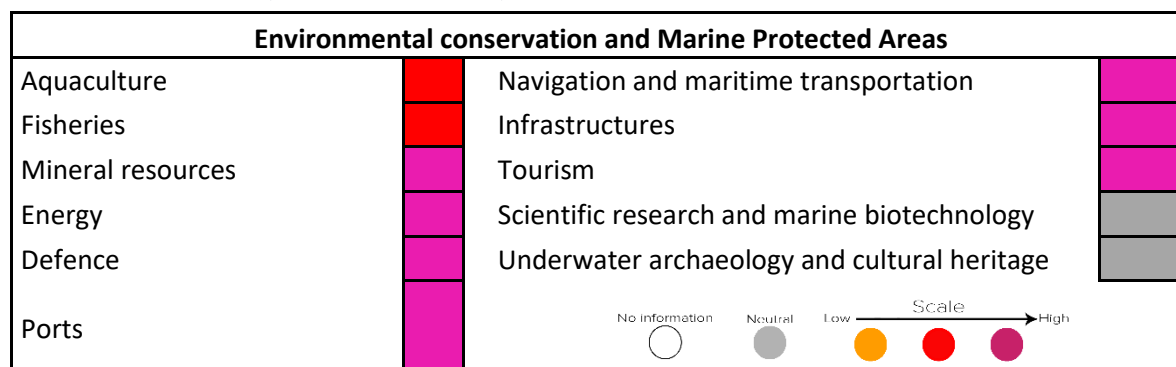 Environmental conservation and Marine Protected Areas
Aquaculture
Navigation and maritime transportation
Fisheries
Infrastructures
Mineral resources
Tourism
Energy
Scientific research and marine biotechnology
Defence
Underwater archaeology and cultural heritage
Ports
Scale
No information
Neutral
Low
High